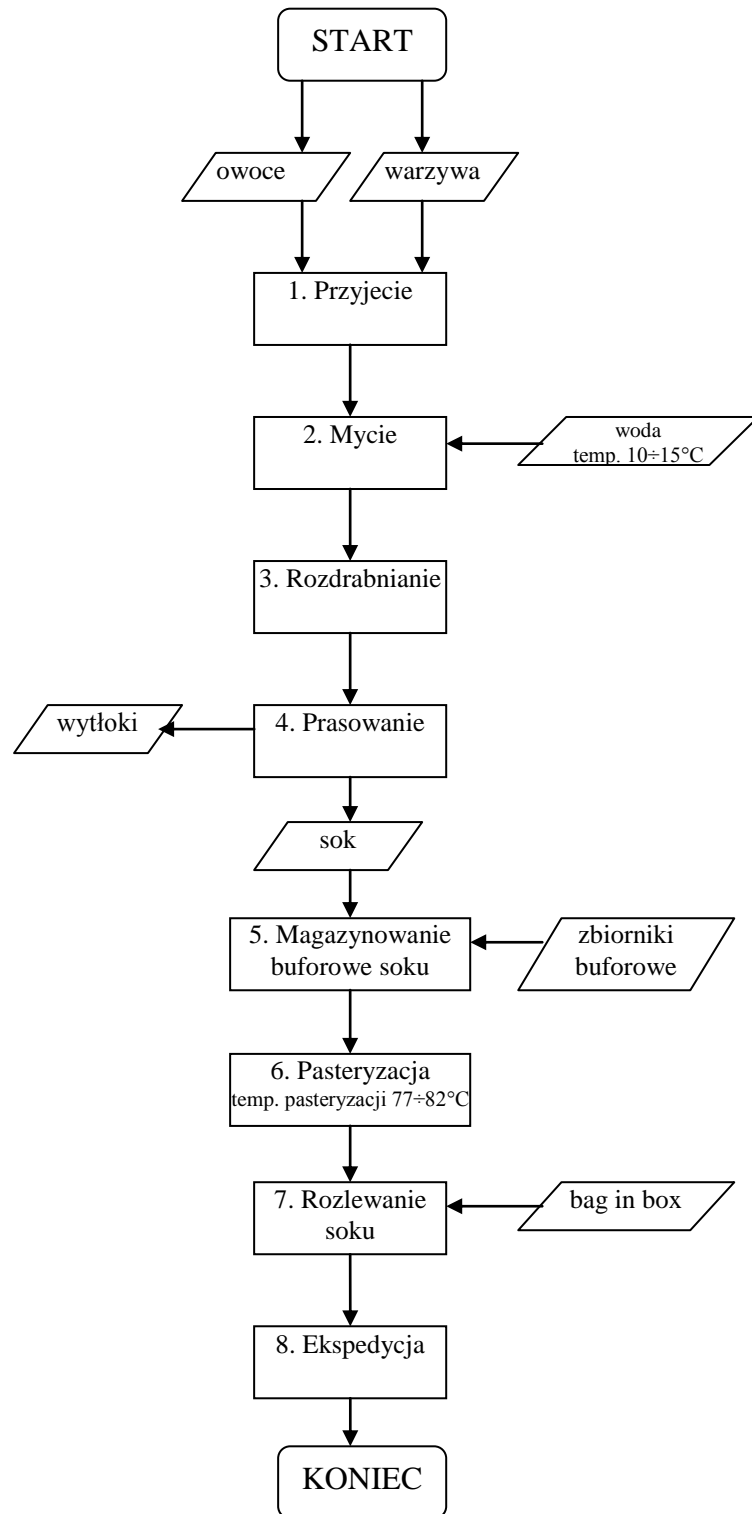 START
owoce
warzywa
1. Przyjecie
2. Mycie
woda
temp. 10÷15°C
3. Rozdrabnianie
wytłoki
4. Prasowanie
sok
5. Magazynowanie
buforowe soku
zbiorniki
buforowe
6. Pasteryzacja
temp. pasteryzacji 77÷82°C
7. Rozlewanie
soku
bag in box
8. Ekspedycja
KONIEC